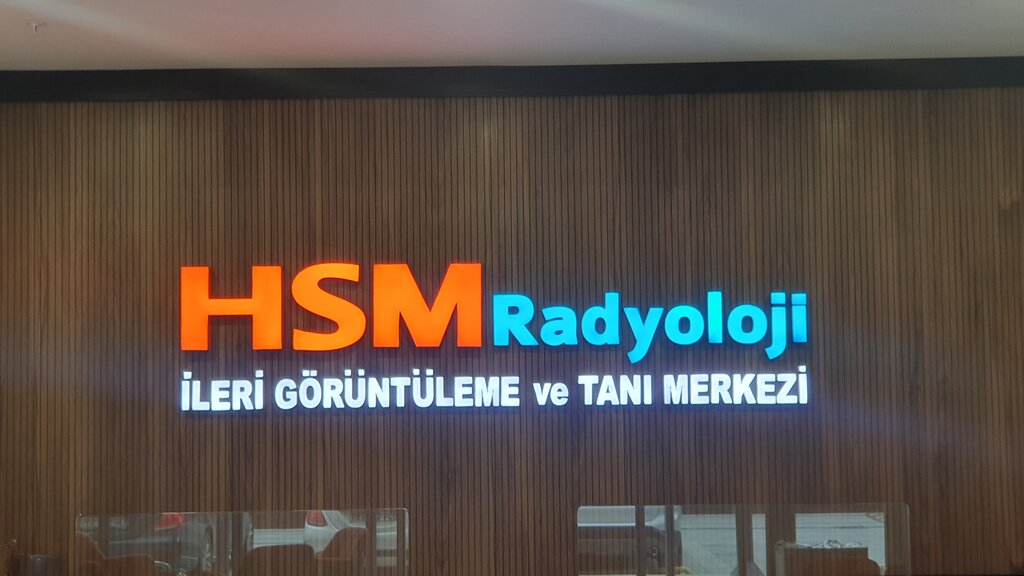 HSM Radyoloji
İLERİ GÖRÜNTÜLEME ve TANI MERKEZİ